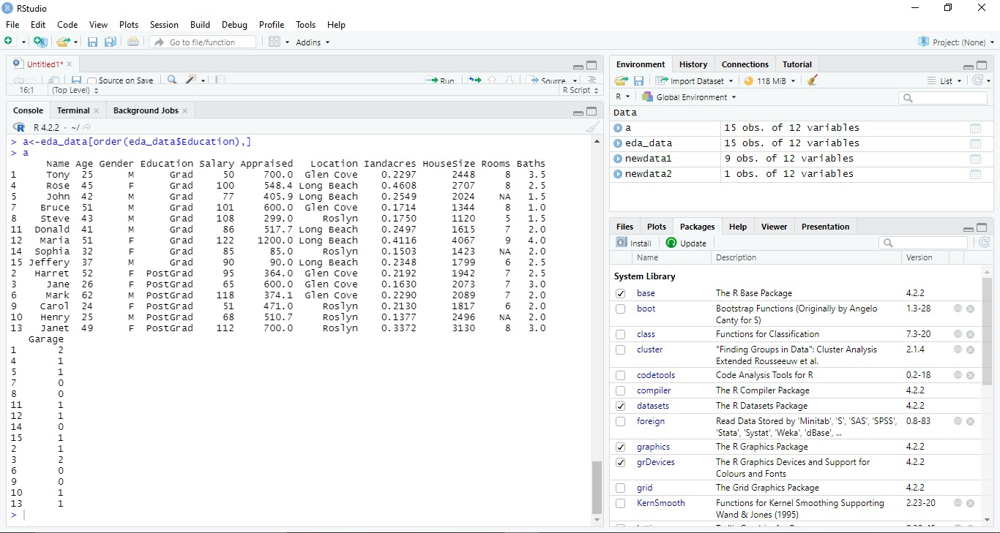 RStudio
File Edit Code View Plots Session Build Debug Profile Tools Help
Go to file/function Addins Project: (None)
Untitled1*
Source on Save Run Source
16:1 (Top Level) R Script
Console Terminal Background Jobs
R 4.2.2 · ~/
> a<-eda_data[order(eda_data$Education),]
> a
Name Age Gender Education Salary Appraised Location Iandacres HouseSize Rooms Baths
1 Tony 25 M Grad 50 700.0 Glen Cove 0.2297 2448 8 3.5
4 Rose 45 F Grad 100 548.4 Long Beach 0.4608 2707 8 2.5
5 John 42 M Grad 77 405.9 Long Beach 0.2549 2024 NA 1.5
7 Bruce 51 M Grad 101 600.0 Glen Cove 0.1714 1344 8 1.0
8 Steve 43 M Grad 108 299.0 Roslyn 0.1750 1120 5 1.5
11 Donald 41 M Grad 86 517.7 Long Beach 0.2497 1615 7 2.0
12 Maria 51 F Grad 122 1200.0 Long Beach 0.4116 4067 9 4.0
14 Sophia 32 F Grad 85 85.0 Roslyn 0.1503 1423 NA 2.0
15 Jeffery 37 M Grad 90 90.0 Long Beach 0.2348 1799 6 2.5
2 Harret 52 F PostGrad 95 364.0 Glen Cove 0.2192 1942 7 2.5
3 Jane 26 F PostGrad 65 600.0 Glen Cove 0.1630 2073 7 3.0
6 Mark 62 M PostGrad 118 374.1 Glen Cove 0.2290 2089 7 2.0
9 Carol 24 F PostGrad 51 471.0 Roslyn 0.2130 1817 6 2.0
10 Henry 25 M PostGrad 68 510.7 Roslyn 0.1377 2496 NA 2.0
13 Janet 49 F PostGrad 112 700.0 Roslyn 0.3372 3130 8 3.0
Garage
1 2
4 1
5 1
7 0
8 0
11 1
12 1
14 0
15 1
2 1
3 2
6 0
9 0
10 1
13 1
>
Environment History Connections Tutorial
Import Dataset 118 MiB List
R Global Environment
Data
a 15 obs. of 12 variables
eda_data 15 obs. of 12 variables
newdata1 9 obs. of 12 variables
newdata2 1 obs. of 12 variables
Files Plots Packages Help Viewer Presentation
Install Update
Name Description Version
System Library
base The R Base Package 4.2.2
boot Bootstrap Functions (Originally by Angelo 1.3-28
Canty for S)
class Functions for Classification 7.3-20
cluster "Finding Groups in Data": Cluster Analysis 2.1.4
Extended Rousseeuw et al.
codetools Code Analysis Tools for R 0.2-18
compiler The R Compiler Package 4.2.2
datasets The R Datasets Package 4.2.2
foreign Read Data Stored by 'Minitab', 'S', 'SAS', 'SPSS', 0.8-83
'Stata', 'Systat', 'Weka', 'dBase', ...
graphics The R Graphics Package 4.2.2
grDevices The R Graphics Devices and Support for 4.2.2
Colours and Fonts
grid The Grid Graphics Package 4.2.2
KernSmooth Functions for Kernel Smoothing Supporting 2.23-20
Wand & Jones (1995)